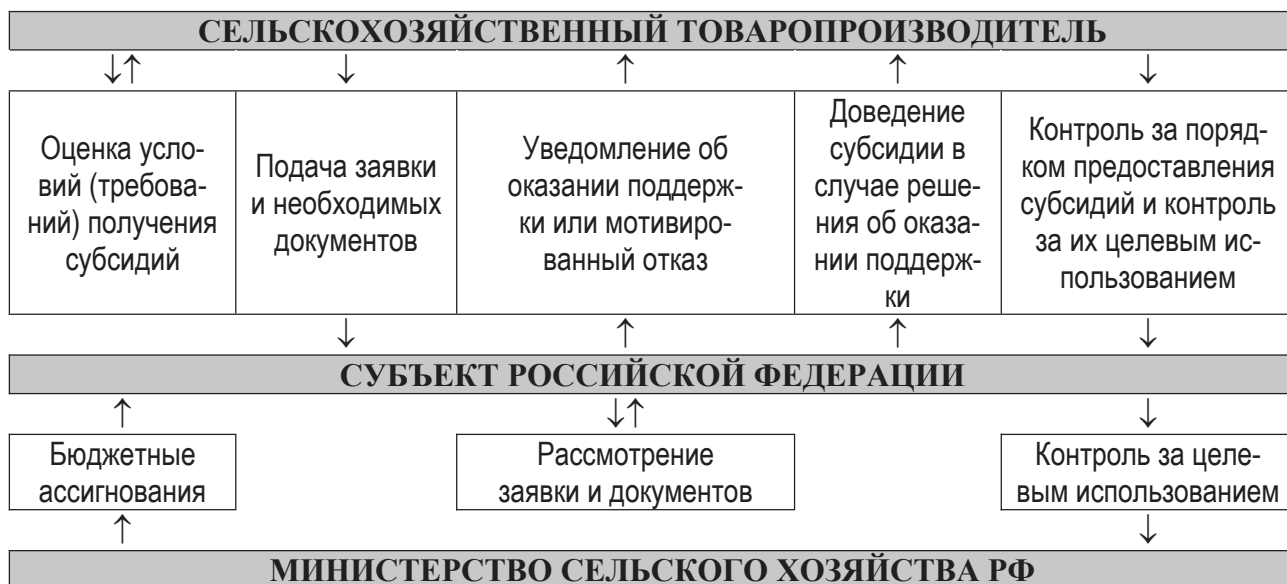 СЕЛЬСКОХОЗЯЙСТВЕННЫЙ ТОВАРОПРОИЗВОДИТЕЛЬ
↓↑ ↓ ↑ ↑ ↓
Оценка усло-
вий (требова-
ний) получения
субсидий
Подача заявки
и необходимых
документов
Уведомление об
оказании поддерж-
ки или мотивиро-
ванный отказ
Доведение
субсидии в
случае реше-
ния об оказа-
нии поддерж-
ки
Контроль за поряд-
ком предоставления
субсидий и контроль
за их целевым ис-
пользованием
↓ ↑ ↑ ↓
СУБЪЕКТ РОССИЙСКОЙ ФЕДЕРАЦИИ
↑ ↓↑ ↓
Бюджетные
ассигнования
Рассмотрение
заявки и документов
Контроль за целе-
вым использованием
↑ ↓
МИНИСТЕРСТВО СЕЛЬСКОГО ХОЗЯЙСТВА РФ